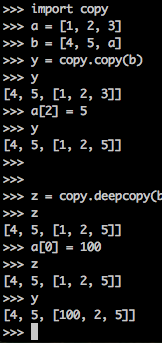 >>> import copy
>>> a = [1, 2, 3]
>>> b = [4, 5, a]
>>> y = copy.copy(b)
>>> y
[4, 5, [1, 2, 3]]
>>> a[2] = 5
>>> y
[4, 5, [1, 2, 5]]
>>>
>>>
>>> z = copy.deepcopy(b
>>> z
[4, 5, [1, 2, 5]]
>>> a[0] = 100
>>> z
[4, 5, [1, 2, 5]]
>>> y
[4, 5, [100, 2, 5]]
>>>